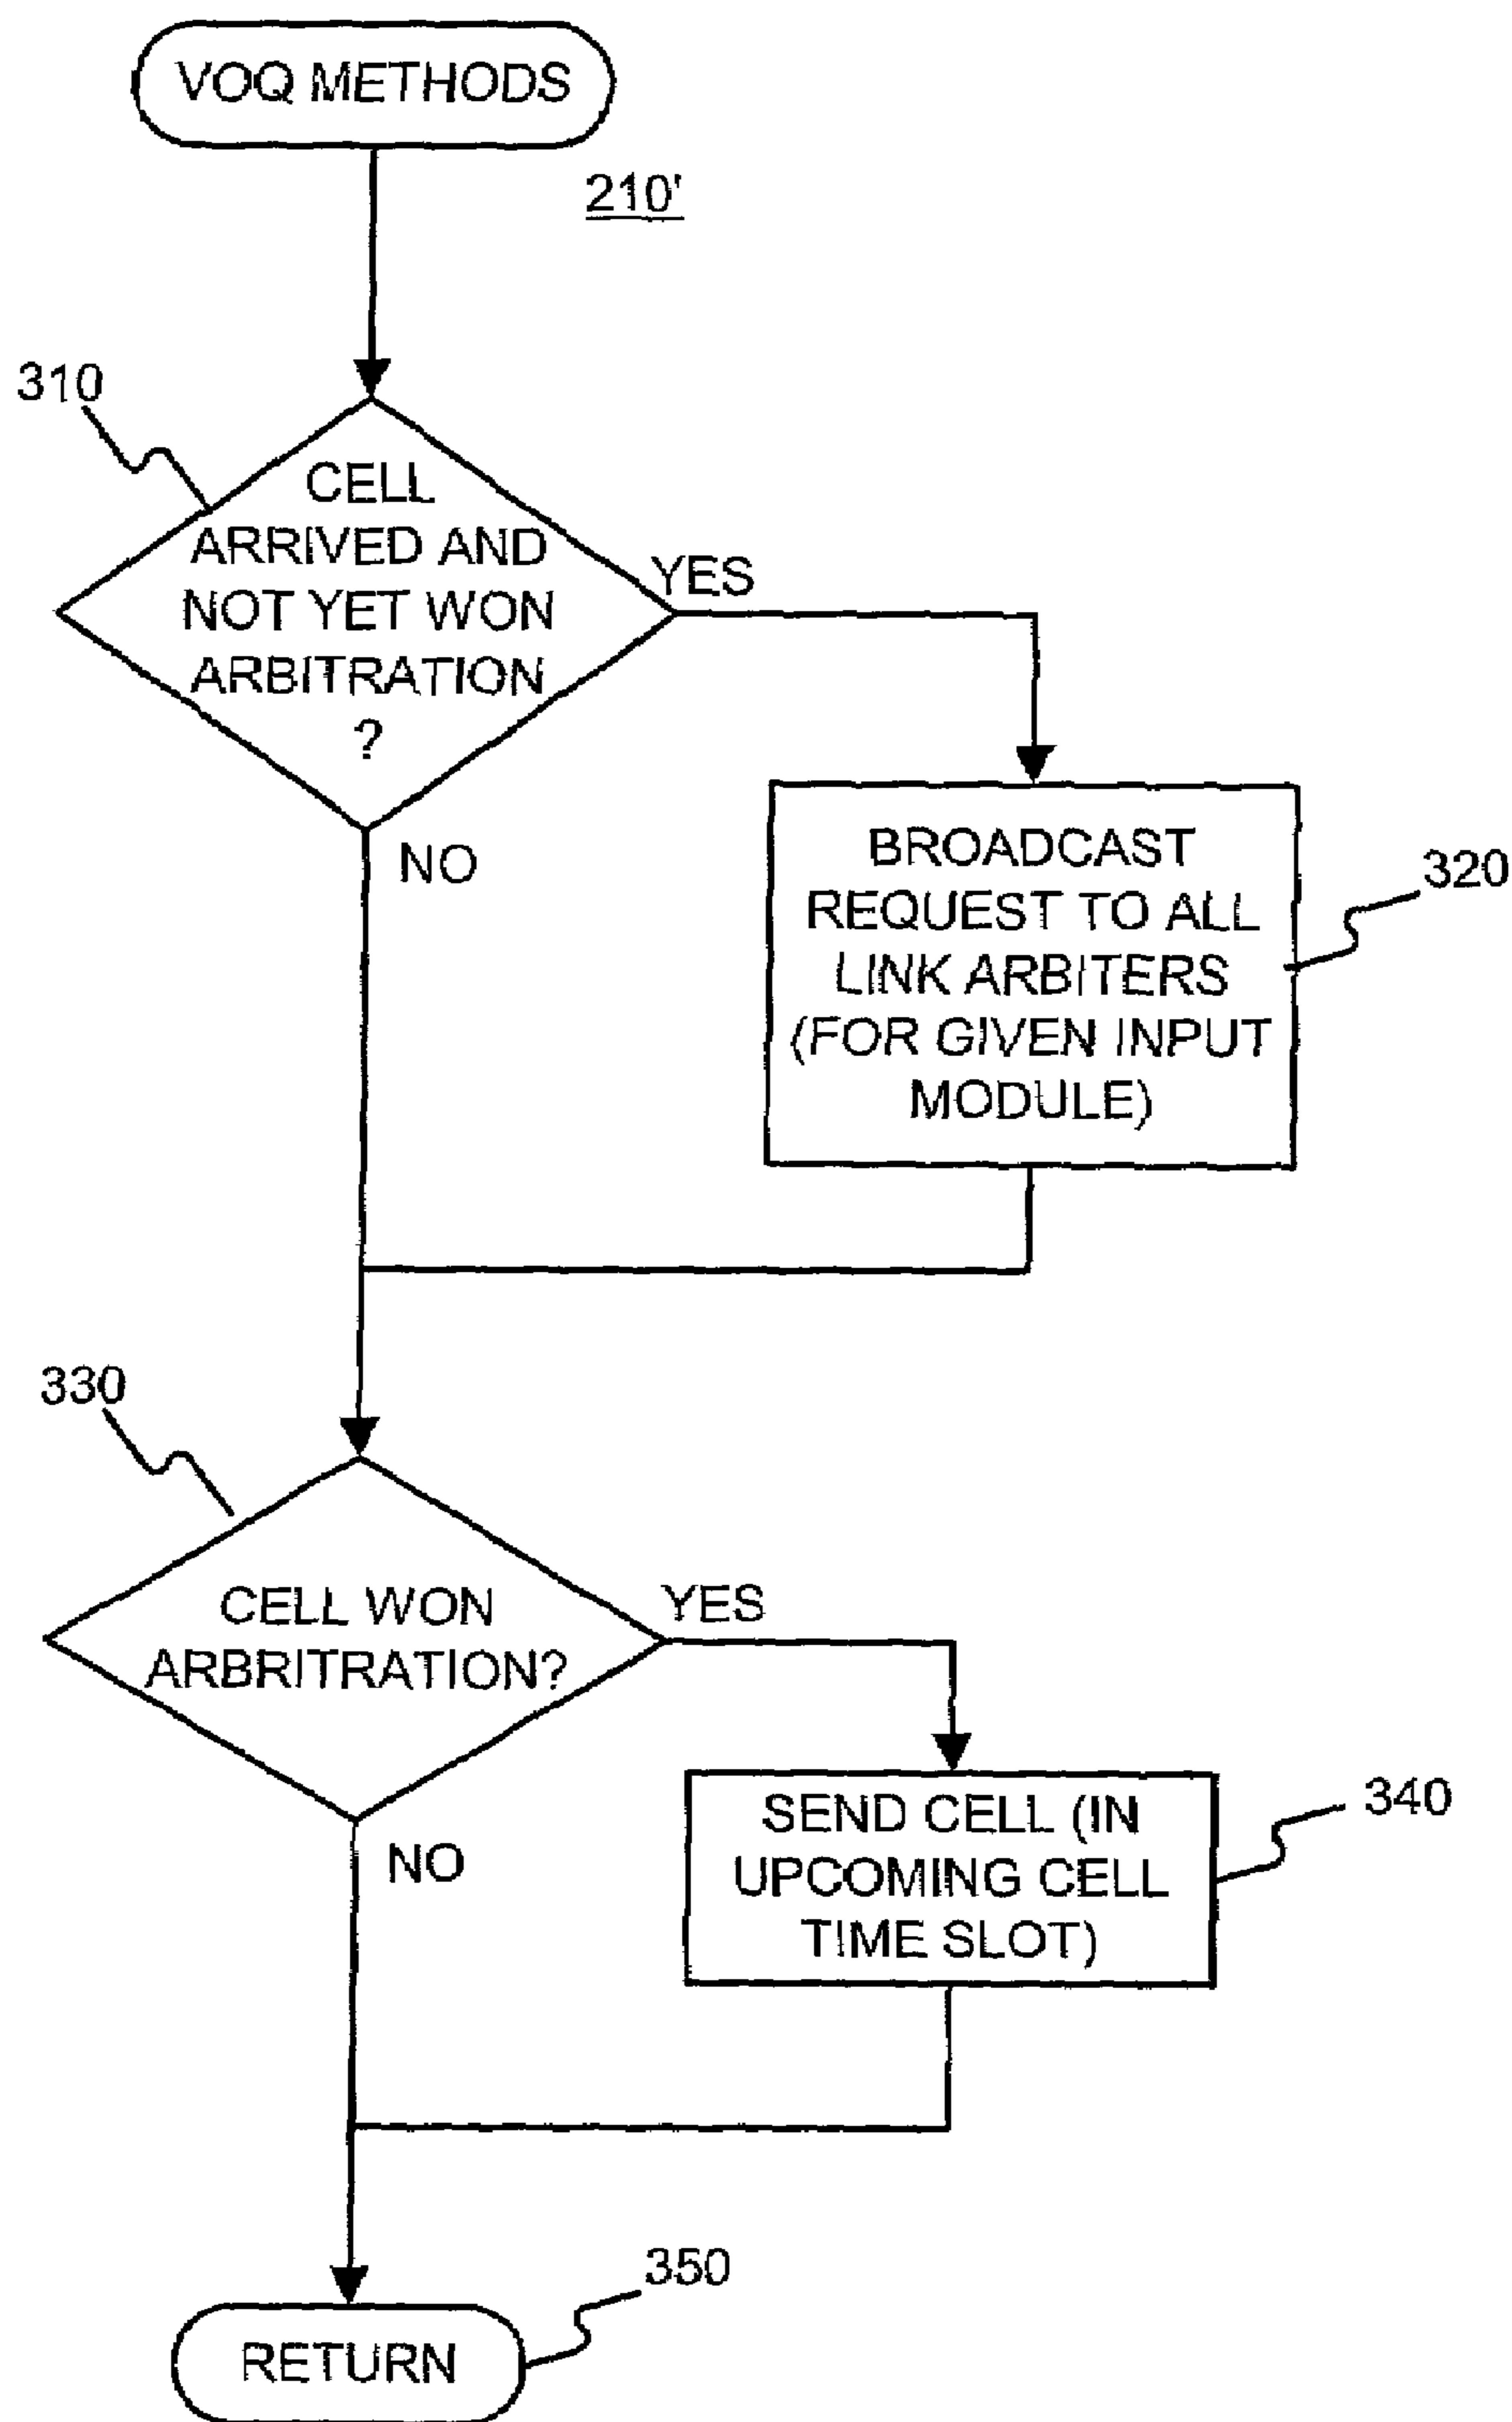 VOQ METHODS
210'
310
CELL
ARRIVED AND
NOT YET WON
ARBITRATION
?
YES
NO
BROADCAST
REQUEST TO ALL
LINK ARBITERS
(FOR GIVEN INPUT
MODULE)
320
330
CELL WON
ARBRITRATION?
YES
NO
SEND CELL (IN
UPCOMING CELL
TIME SLOT)
340
350
RETURN